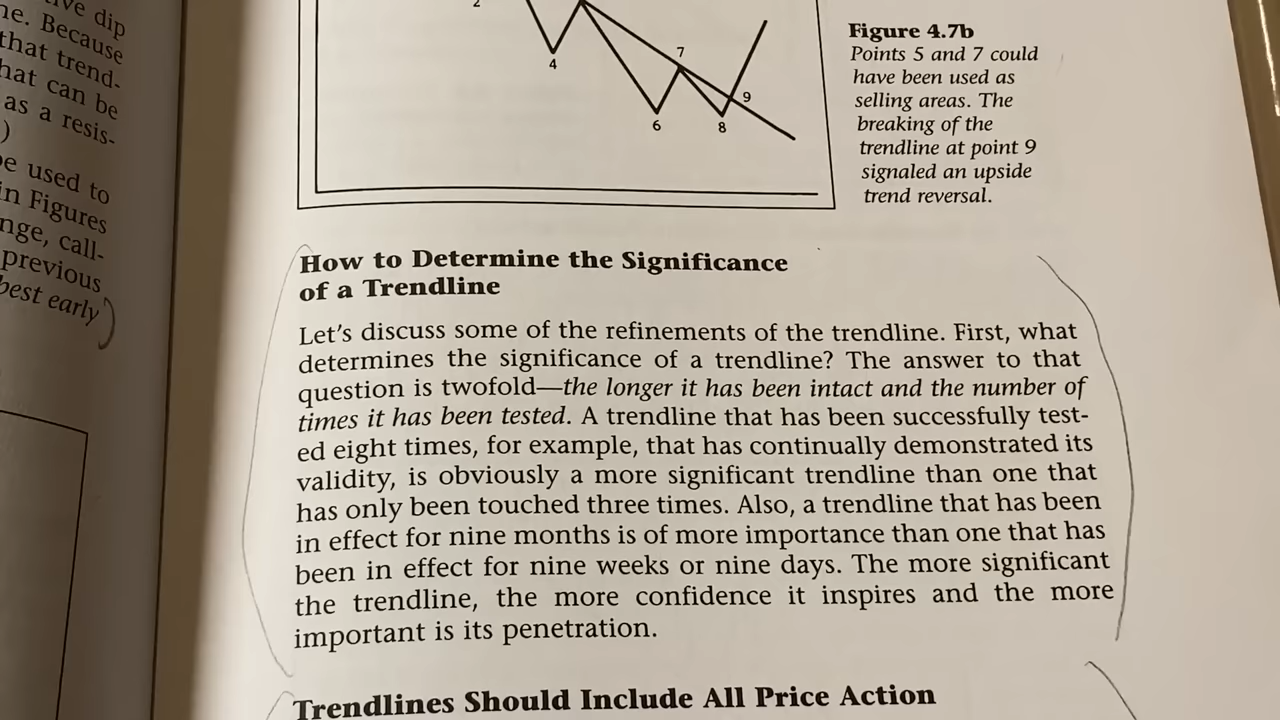 ve dip
ne. Because
that trend-
hat can be
as a resis-
)
be used to
in Figures
nge, call-
previous
best early)
2
4
6
7
8
9
Figure 4.7b
Points 5 and 7 could
have been used as
selling areas. The
breaking of the
trendline at point 9
signaled an upside
trend reversal.
How to Determine the Significance
of a Trendline
Let's discuss some of the refinements of the trendline. First, what
determines the significance of a trendline? The answer to that
question is twofold—the longer it has been intact and the number of
times it has been tested. A trendline that has been successfully test-
ed eight times, for example, that has continually demonstrated its
validity, is obviously a more significant trendline than one that
has only been touched three times. Also, a trendline that has been
in effect for nine months is of more importance than one that has
been in effect for nine weeks or nine days. The more significant
the trendline, the more confidence it inspires and the more
important is its penetration.
Trendlines Should Include All Price Action